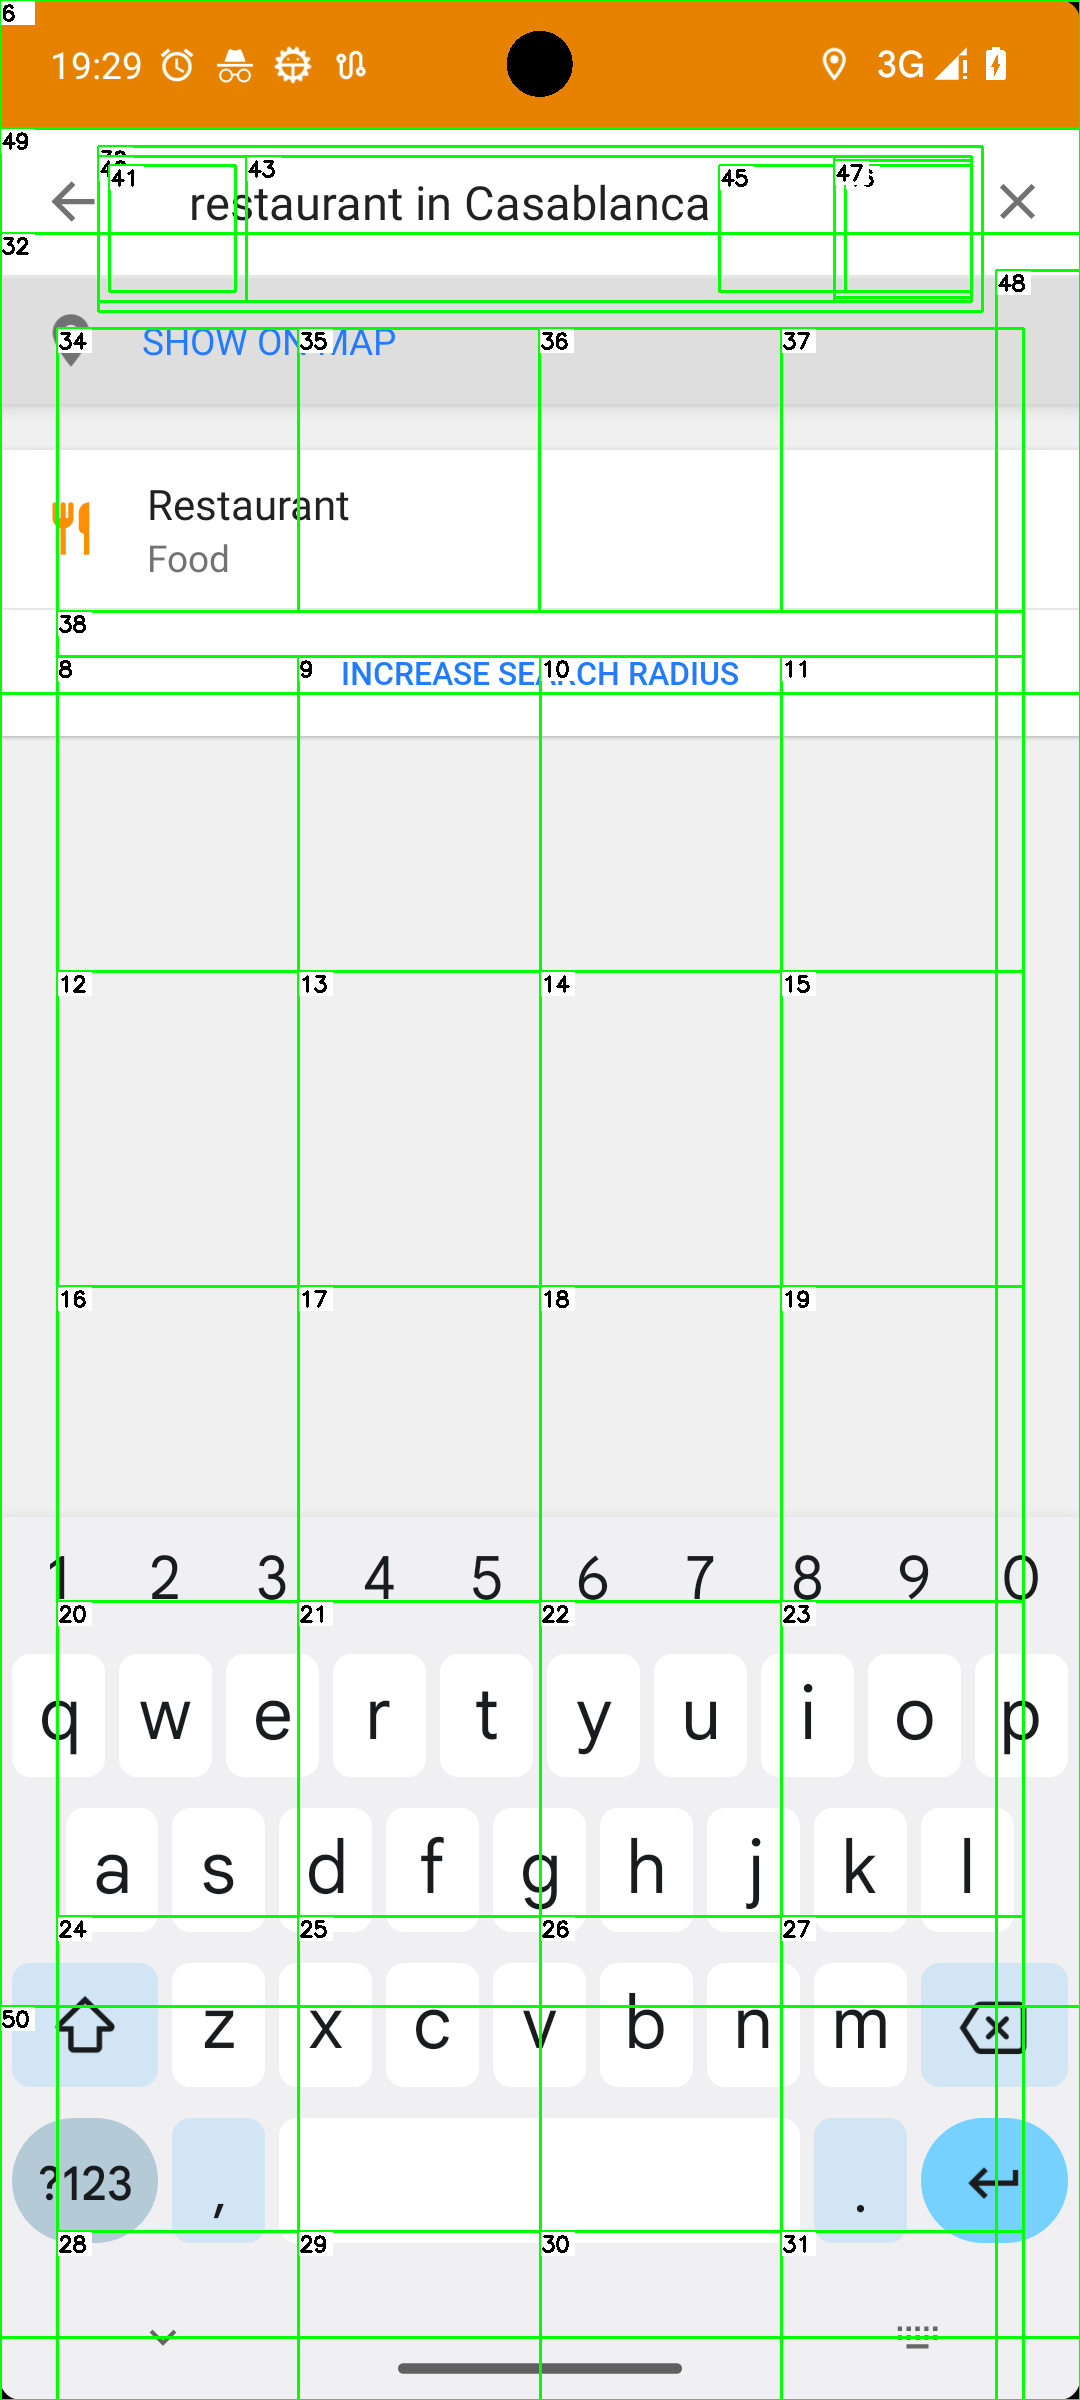 6
19:29 3G
49
32 41 43 45 47
restaurant in Casablanca
32
48
34 35 36 37
SHOW ON MAP
Restaurant
Food
38
8 9 10 11
INCREASE SEARCH RADIUS
12 13 14 15
16 17 18 19
1 2 3 4 5 6 7 8 9 0
20 21 22 23
q w e r t y u i o p
a s d f g h j k l
24 25 26 27
50
z x c v b n m
?123 , .
28 29 30 31